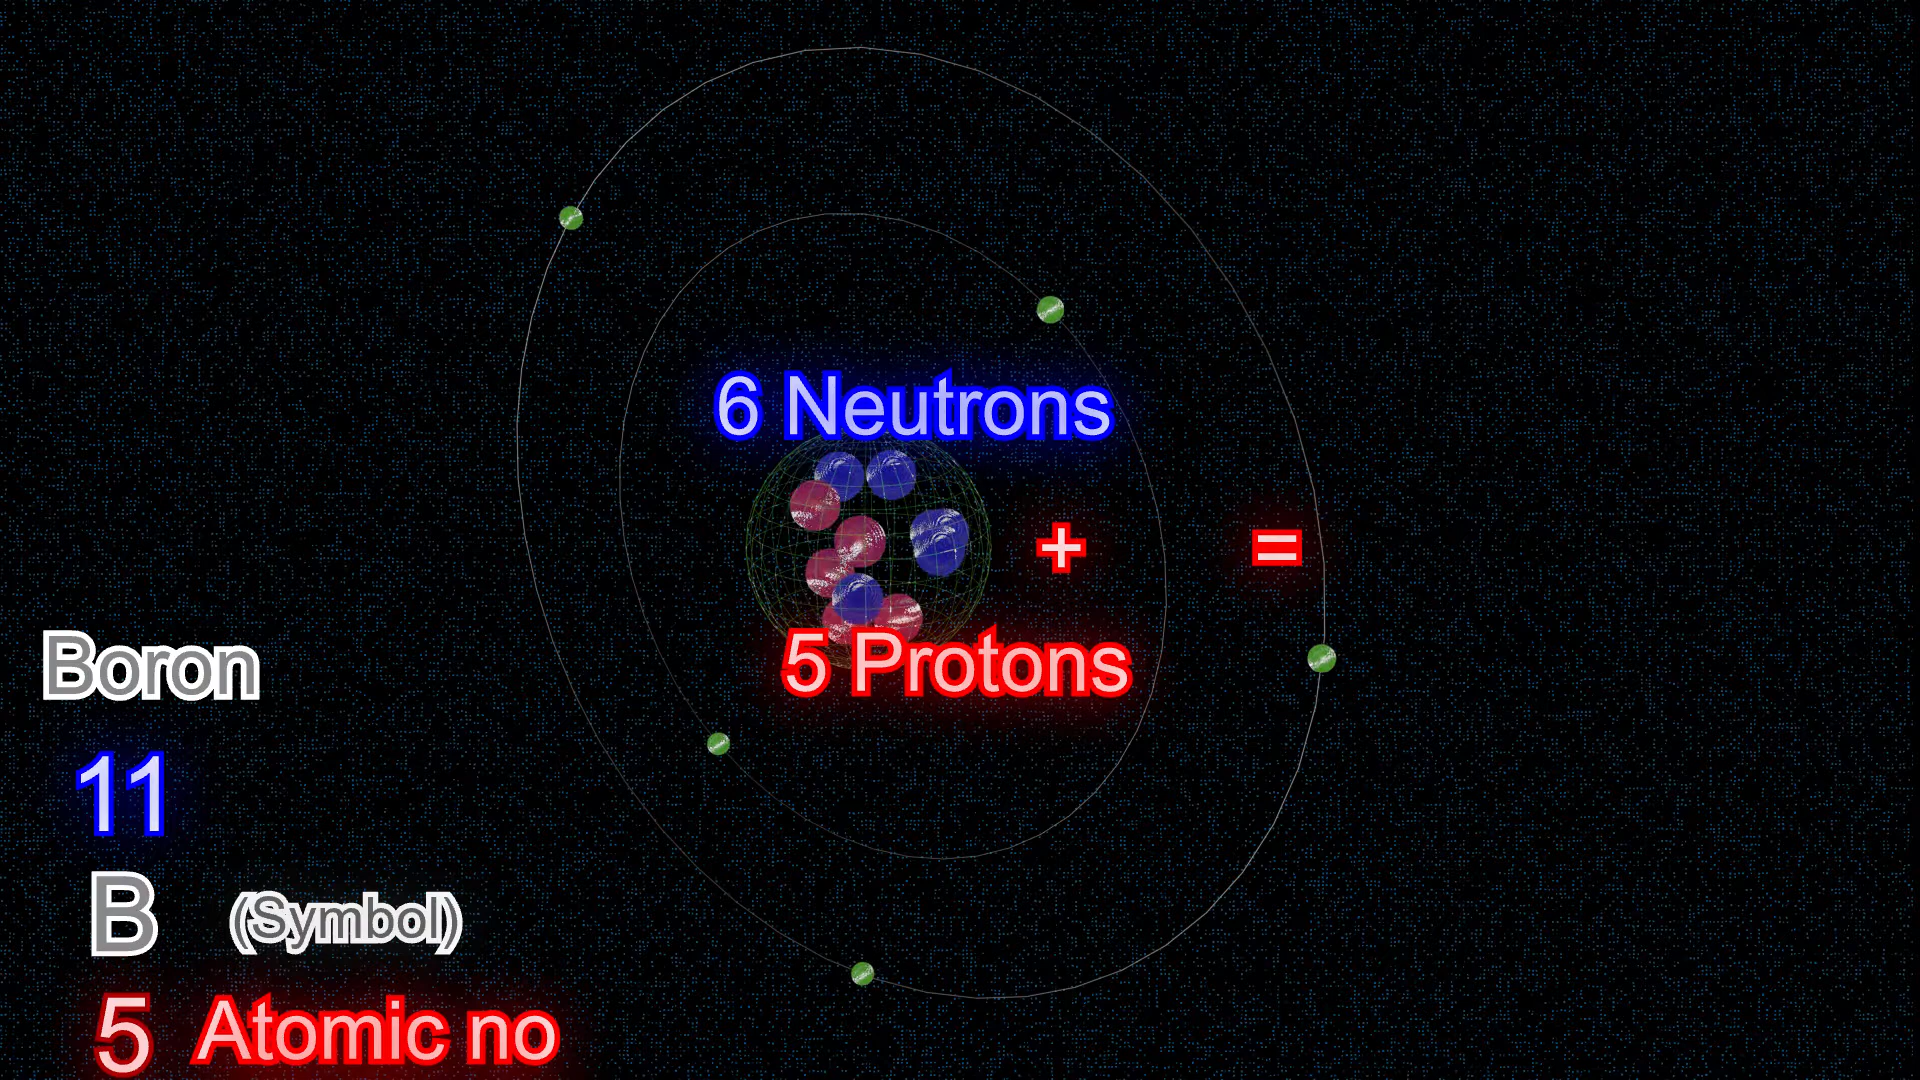 6 Neutrons
+ =
5 Protons
Boron
11
B (Symbol)
5 Atomic no